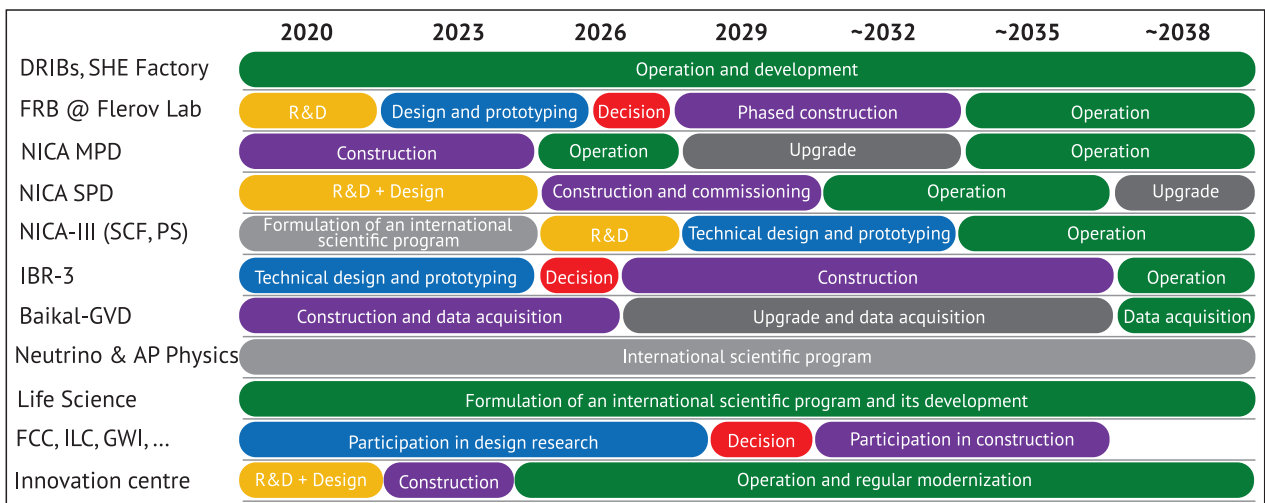 2020 2023 2026 2029 ~2032 ~2035 ~2038
DRIBs, SHE Factory Operation and development
FRB @ Flerov Lab R&D Design and prototyping Decision Phased construction Operation
NICA MPD Construction Operation Upgrade Operation
NICA SPD R&D + Design Construction and commissioning Operation Upgrade
NICA-III (SCF, PS) Formulation of an international
scientific program R&D Technical design and prototyping Operation
IBR-3 Technical design and prototyping Decision Construction Operation
Baikal-GVD Construction and data acquisition Upgrade and data acquisition Data acquisition
Neutrino & AP Physics International scientific program
Life Science Formulation of an international scientific program and its development
FCC, ILC, GWI, ... Participation in design research Decision Participation in construction
Innovation centre R&D + Design Construction Operation and regular modernization